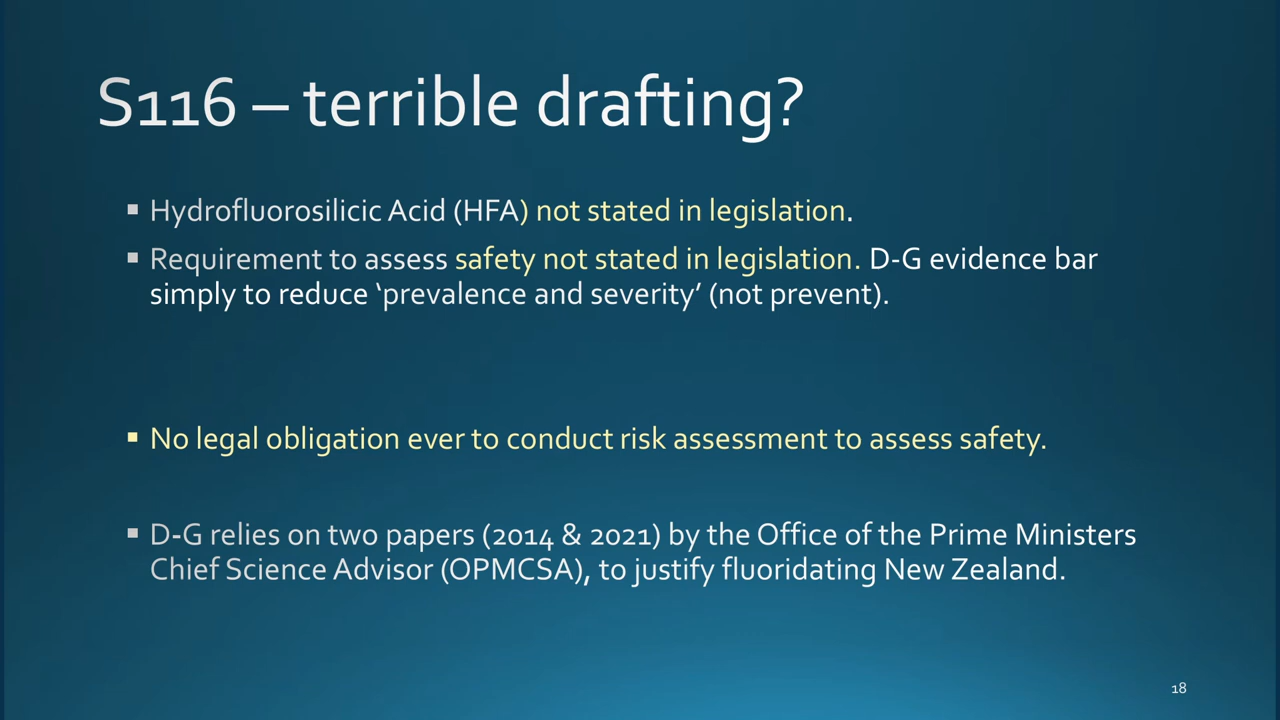 S116 – terrible drafting?
▪ Hydrofluorosilicic Acid (HFA) not stated in legislation.
▪ Requirement to assess safety not stated in legislation. D-G evidence bar
simply to reduce ‘prevalence and severity’ (not prevent).
▪ No legal obligation ever to conduct risk assessment to assess safety.
▪ D-G relies on two papers (2014 & 2021) by the Office of the Prime Ministers
Chief Science Advisor (OPMCSA), to justify fluoridating New Zealand.
18